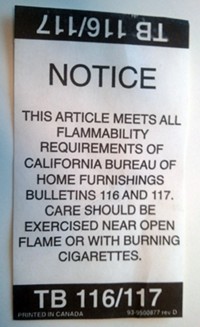 TB 116/117
NOTICE
THIS ARTICLE MEETS ALL
FLAMMABILITY
REQUIREMENTS OF
CALIFORNIA BUREAU OF
HOME FURNISHINGS
BULLETINS 116 AND 117.
CARE SHOULD BE
EXERCISED NEAR OPEN
FLAME OR WITH BURNING
CIGARETTES.
TB 116/117
PRINTED IN CANADA